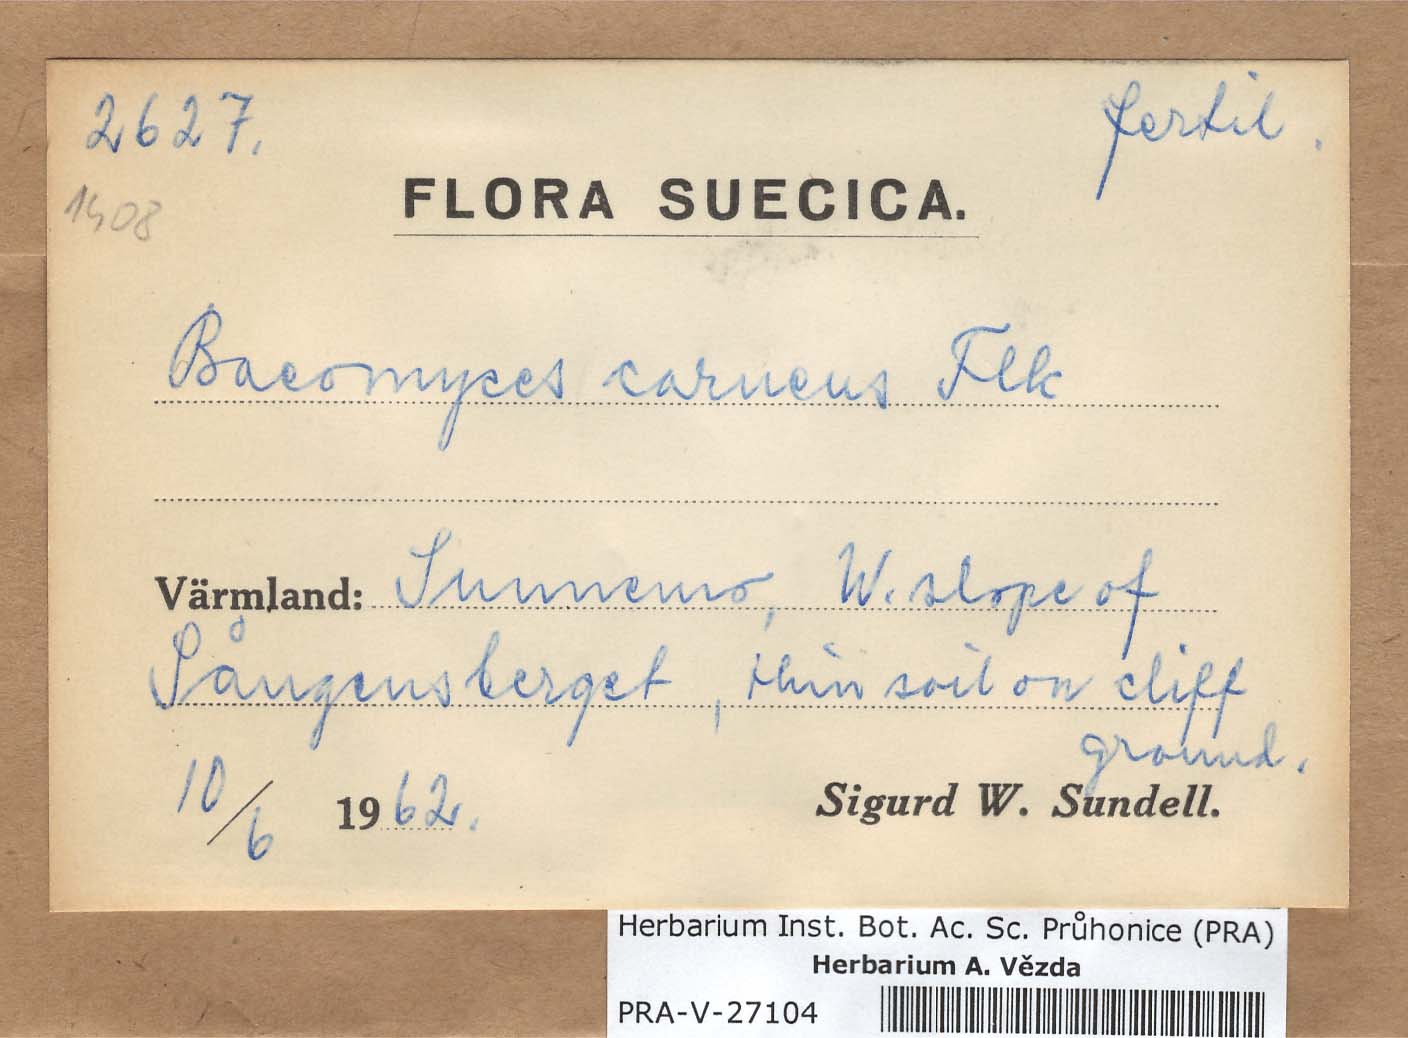 2627.
fertil.
1408
FLORA SUECICA.
Baeomyces carneus Flk
Värmland: Sunnemo, W. slope of
Sångensberget, thin soil on cliff
ground.
10/6 1962.
Sigurd W. Sundell.
Herbarium Inst. Bot. Ac. Sc. Průhonice (PRA)
Herbarium A. Vězda
PRA-V-27104